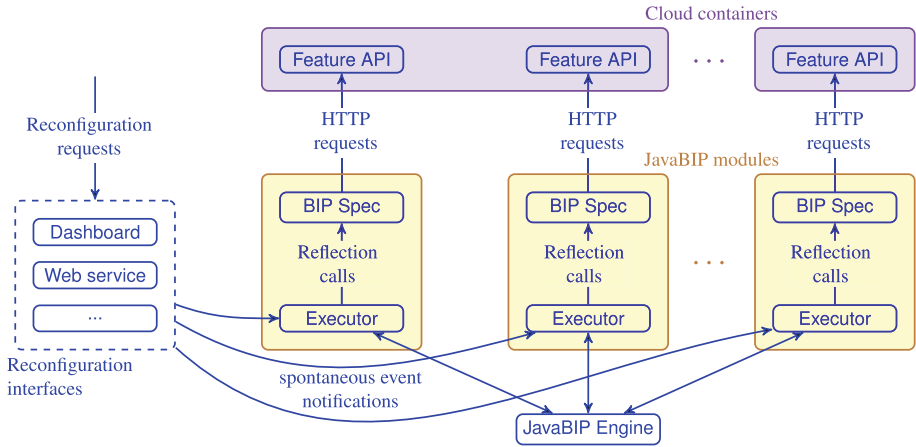 Cloud containers
Feature API
Feature API
. . .
Feature API
Reconfiguration
requests
HTTP
requests
HTTP
requests
HTTP
requests
JavaBIP modules
BIP Spec
BIP Spec
BIP Spec
Dashboard
Web service
...
Reflection
calls
Reflection
calls
. . .
Reflection
calls
Executor
Executor
Executor
Reconfiguration
interfaces
spontaneous event
notifications
JavaBIP Engine